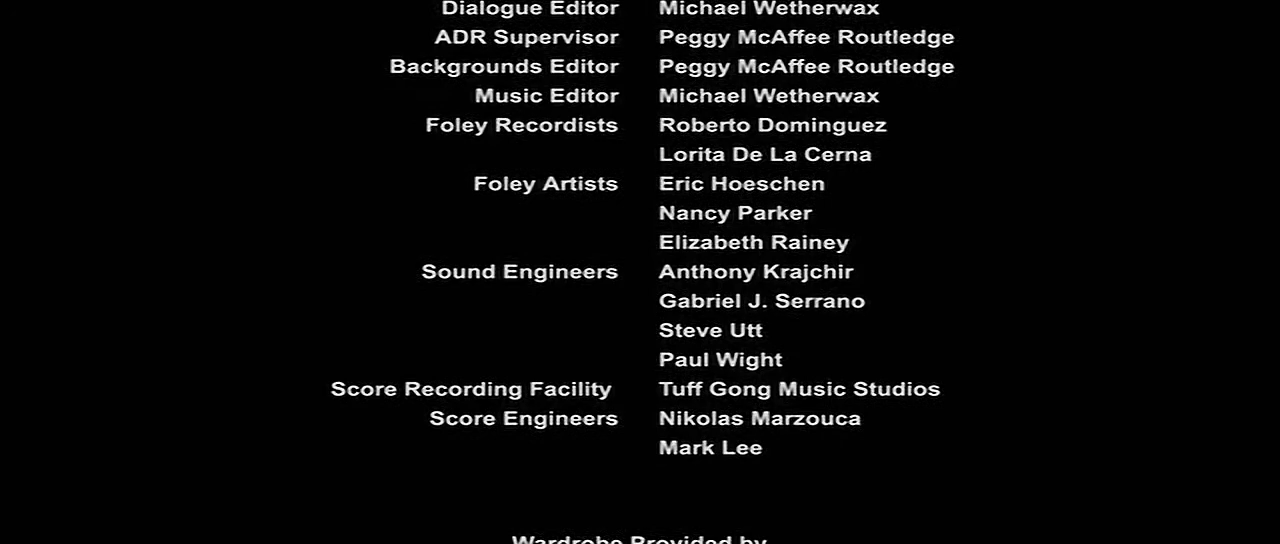 Dialogue Editor Michael Wetherwax
ADR Supervisor Peggy McAffee Routledge
Backgrounds Editor Peggy McAffee Routledge
Music Editor Michael Wetherwax
Foley Recordists Roberto Dominguez
Lorita De La Cerna
Foley Artists Eric Hoeschen
Nancy Parker
Elizabeth Rainey
Sound Engineers Anthony Krajchir
Gabriel J. Serrano
Steve Utt
Paul Wight
Score Recording Facility Tuff Gong Music Studios
Score Engineers Nikolas Marzouca
Mark Lee
Wardrobe Provided by